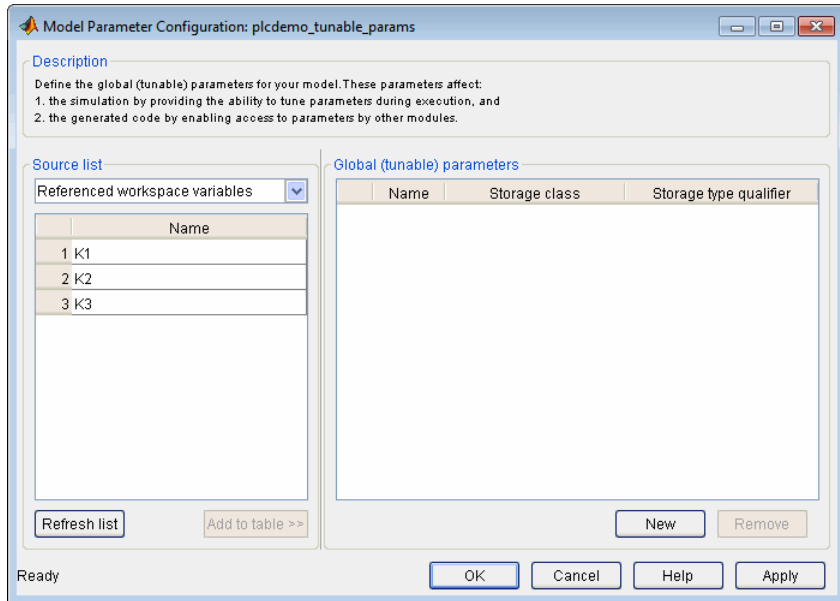 Model Parameter Configuration: plcdemo_tunable_params
Description
Define the global (tunable) parameters for your model.These parameters affect:
1. the simulation by providing the ability to tune parameters during execution, and
2. the generated code by enabling access to parameters by other modules.
Source list
Referenced workspace variables
Name
1 K1
2 K2
3 K3
Refresh list
Add to table >>
Global (tunable) parameters
Name Storage class Storage type qualifier
New Remove
Ready
OK Cancel Help Apply